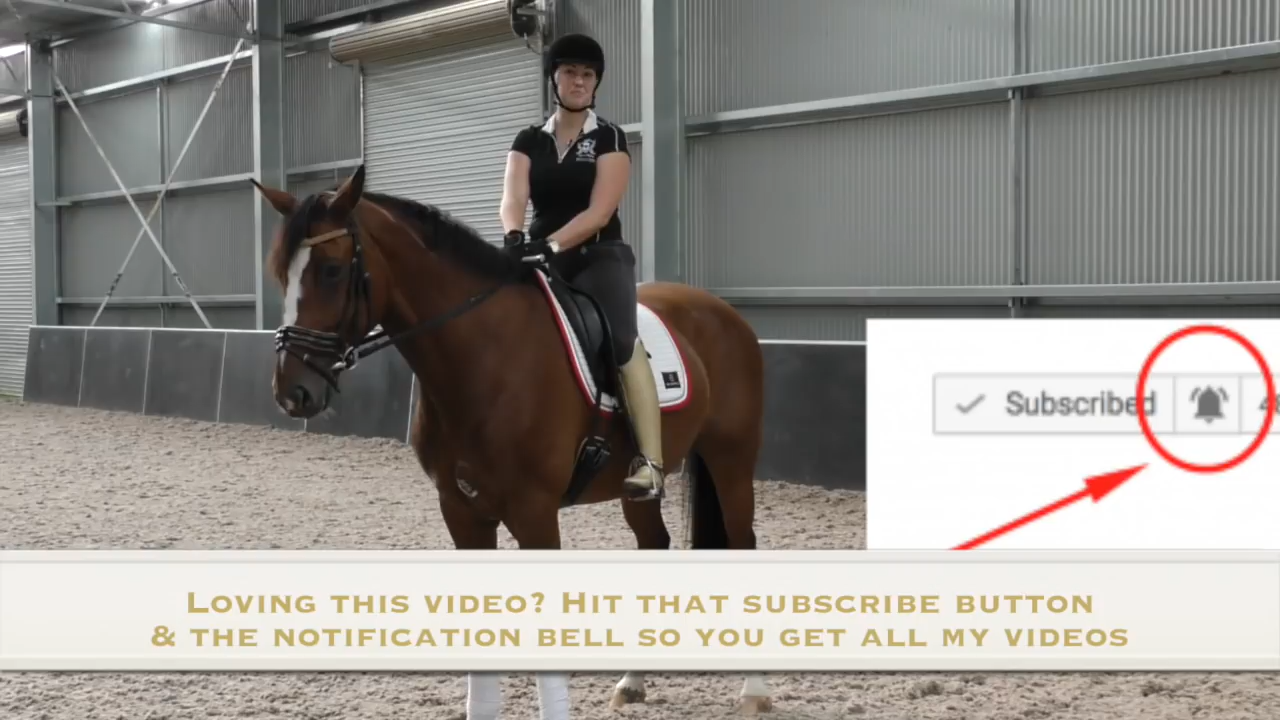 Subscribed
Loving this video? Hit that subscribe button
& the notification bell so you get all my videos